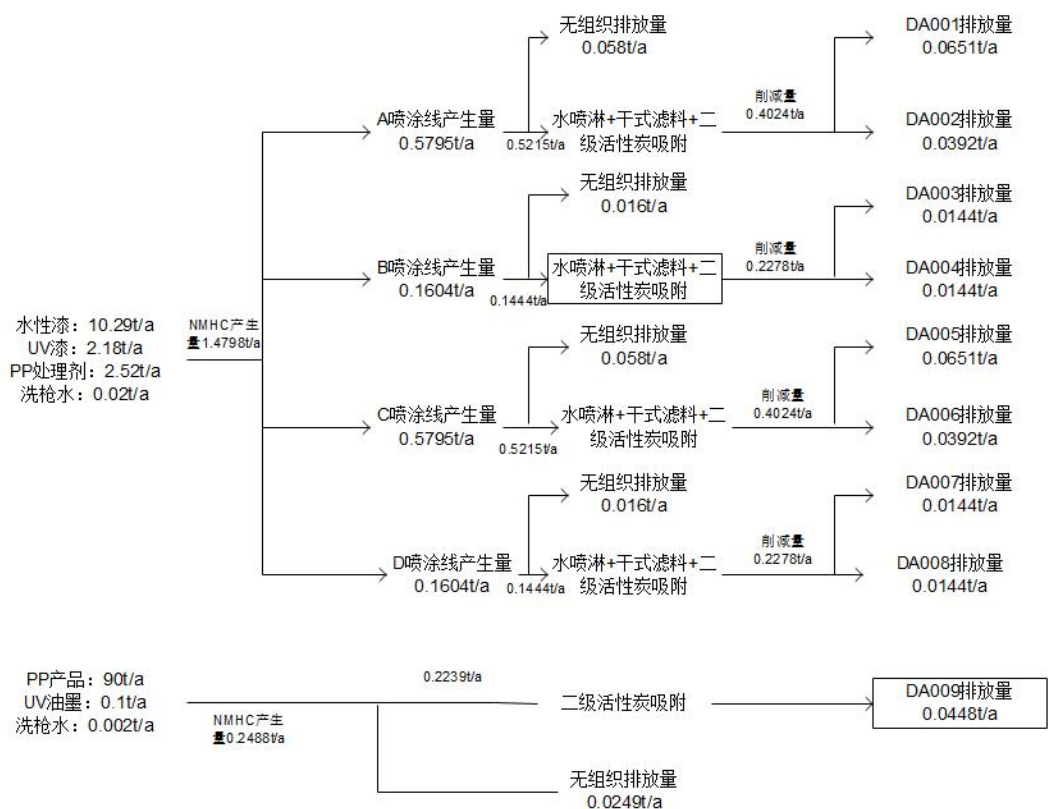 水性漆：10.29t/a
UV漆：2.18t/a
PP处理剂：2.52t/a
洗枪水：0.02t/a
NMHC产生
量1.4798t/a
A喷涂线产生量
0.5795t/a
无组织排放量
0.058t/a
0.5215t/a
水喷淋+干式滤料+二
级活性炭吸附
削减量
0.4024t/a
DA001排放量
0.0651t/a
DA002排放量
0.0392t/a
B喷涂线产生量
0.1604t/a
无组织排放量
0.016t/a
0.1444t/a
水喷淋+干式滤料+二
级活性炭吸附
削减量
0.2278t/a
DA003排放量
0.0144t/a
DA004排放量
0.0144t/a
C喷涂线产生量
0.5795t/a
无组织排放量
0.058t/a
0.5215t/a
水喷淋+干式滤料+二
级活性炭吸附
削减量
0.4024t/a
DA005排放量
0.0651t/a
DA006排放量
0.0392t/a
D喷涂线产生量
0.1604t/a
无组织排放量
0.016t/a
0.1444t/a
水喷淋+干式滤料+二
级活性炭吸附
削减量
0.2278t/a
DA007排放量
0.0144t/a
DA008排放量
0.0144t/a
PP产品：90t/a
UV油墨：0.1t/a
洗枪水：0.002t/a
NMHC产生
量0.2488t/a
0.2239t/a
二级活性炭吸附
DA009排放量
0.0448t/a
无组织排放量
0.0249t/a